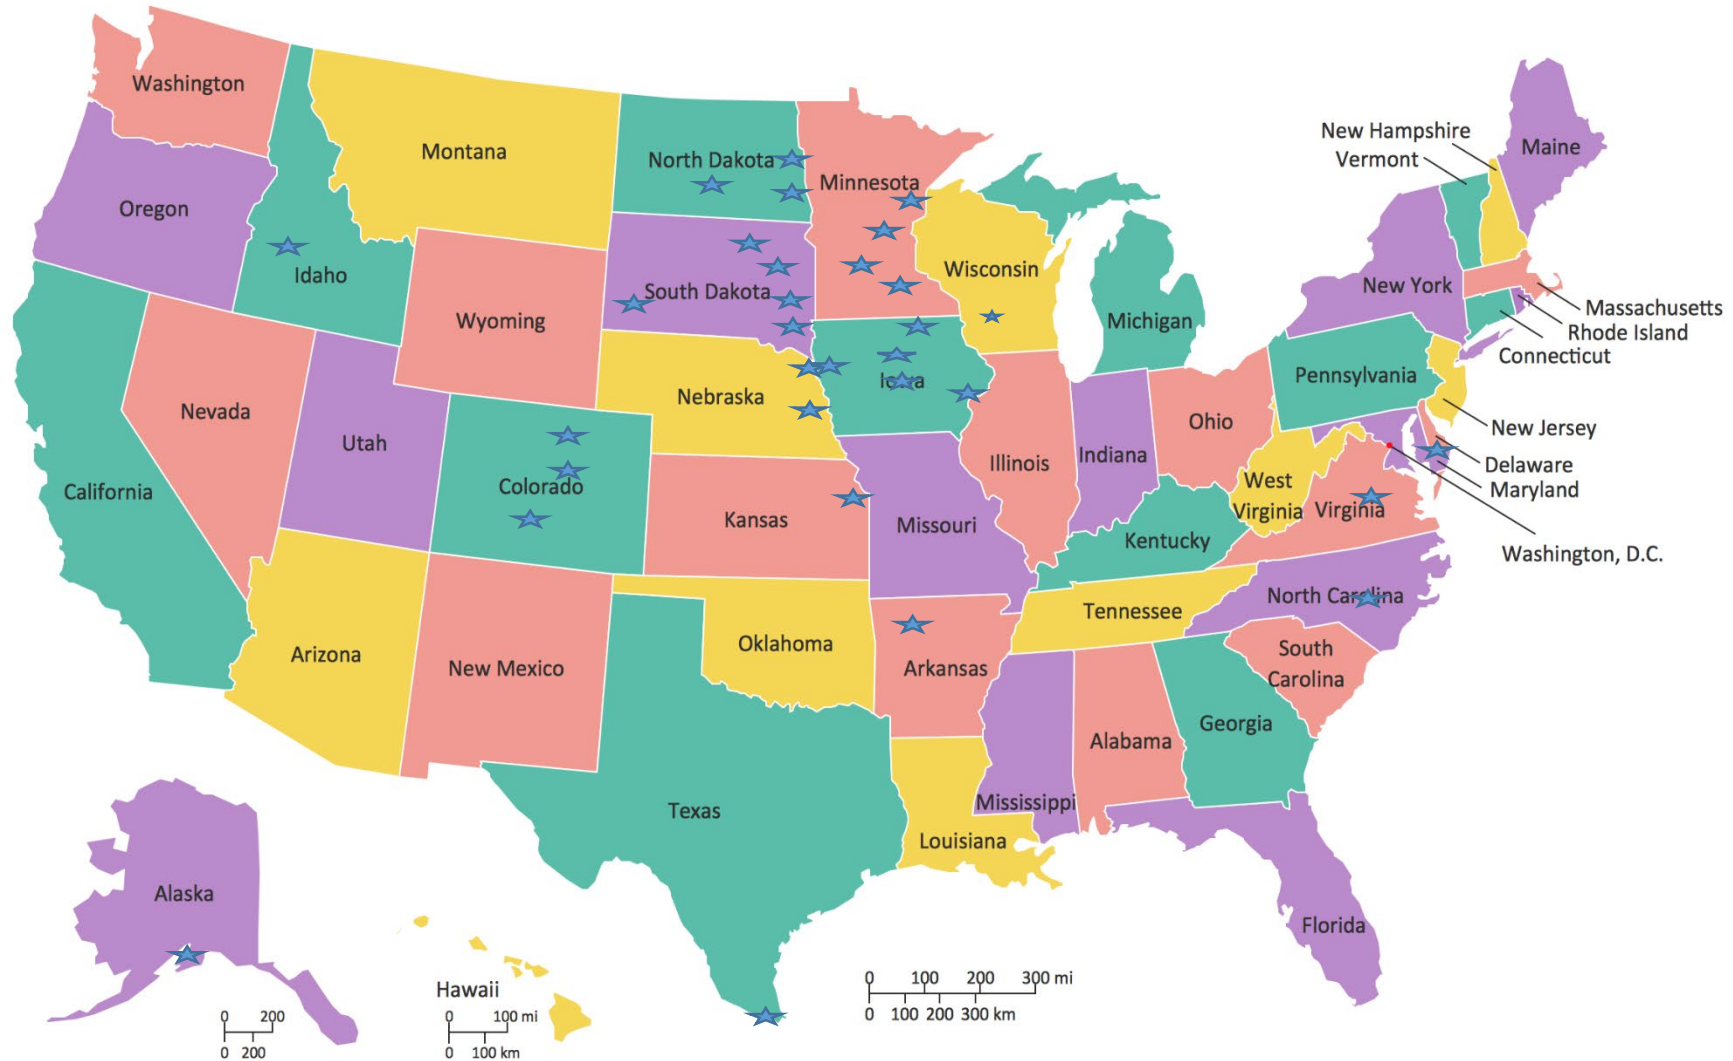 Washington
Montana
North Dakota
Minnesota
New Hampshire
Vermont
Maine
Oregon
Idaho
Wyoming
South Dakota
Wisconsin
Michigan
New York
Massachusetts
Rhode Island
Connecticut
Nevada
Utah
Colorado
Nebraska
Iowa
Illinois
Indiana
Ohio
Pennsylvania
New Jersey
Delaware
Maryland
Washington, D.C.
California
Kansas
Missouri
Kentucky
West
Virginia
Virginia
Arizona
New Mexico
Oklahoma
Arkansas
Tennessee
North Carolina
South
Carolina
Texas
Louisiana
Mississippi
Alabama
Georgia
Florida
Alaska
0 200
0 200
Hawaii
0 100 mi
0 100 km
0 100 200 300 mi
0 100 200 300 km